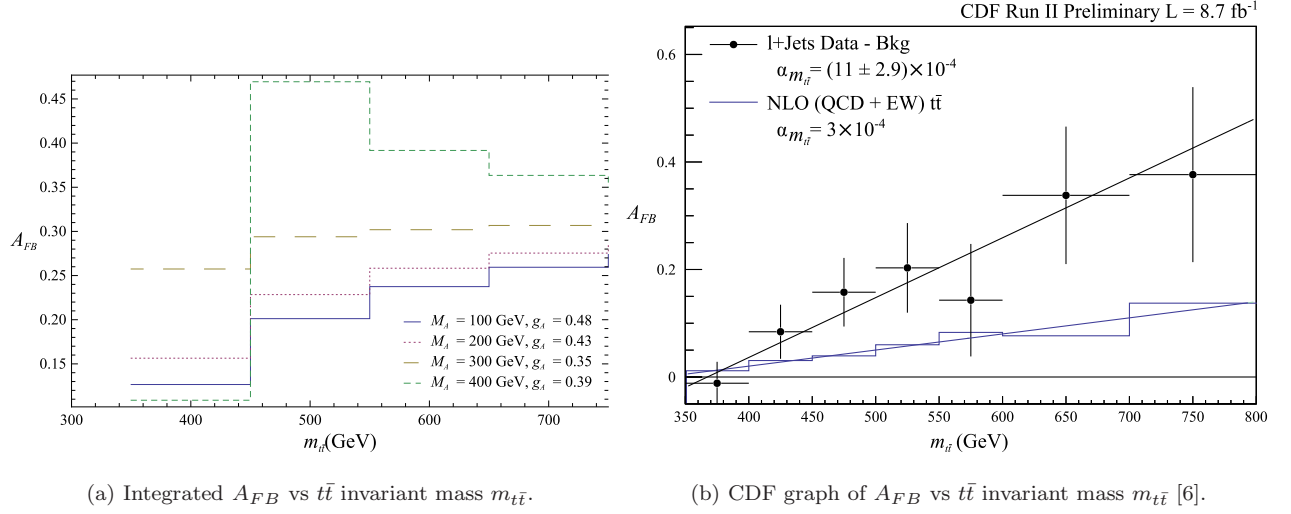 CDF Run II Preliminary L = 8.7 fb⁻¹
0.45
0.40
0.35
0.30
0.25
0.20
0.15
A_FB
M_A = 100 GeV, g_A = 0.48
M_A = 200 GeV, g_A = 0.43
M_A = 300 GeV, g_A = 0.35
M_A = 400 GeV, g_A = 0.39
300 400 500 600 700
m_tt̄(GeV)
(a) Integrated A_FB vs tt̄ invariant mass m_tt̄.
l+Jets Data - Bkg
α_m_tt̄ = (11 ± 2.9)×10⁻⁴
NLO (QCD + EW) tt̄
α_m_tt̄ = 3×10⁻⁴
0.6
0.4
0.2
0
A_FB
350 400 450 500 550 600 650 700 750 800
m_tt̄ (GeV)
(b) CDF graph of A_FB vs tt̄ invariant mass m_tt̄ [6].